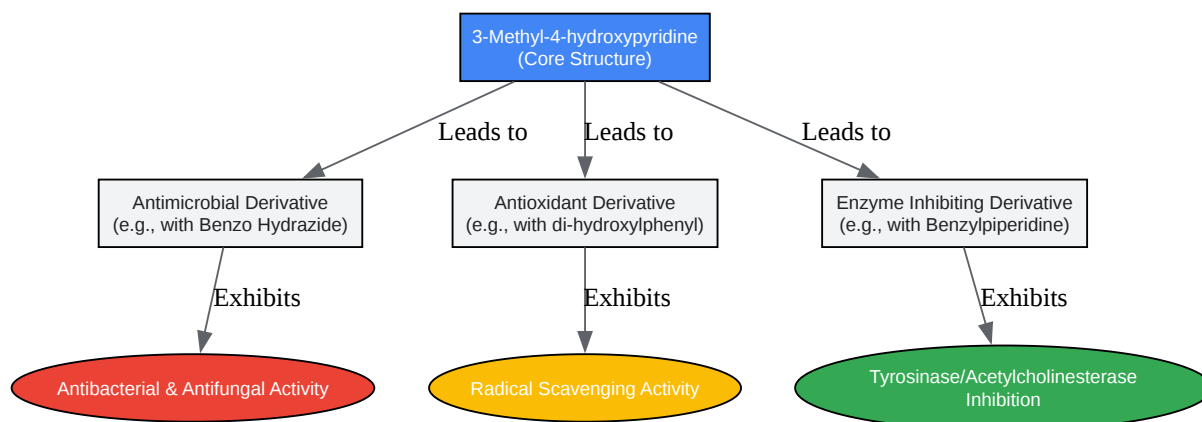 3-Methyl-4-hydroxypyridine
(Core Structure)
Leads to
Leads to
Leads to
Antimicrobial Derivative
(e.g., with Benzo Hydrazide)
Antioxidant Derivative
(e.g., with di-hydroxylphenyl)
Enzyme Inhibiting Derivative
(e.g., with Benzylpiperidine)
Exhibits
Exhibits
Exhibits
Antibacterial & Antifungal Activity
Radical Scavenging Activity
Tyrosinase/Acetylcholinesterase
Inhibition